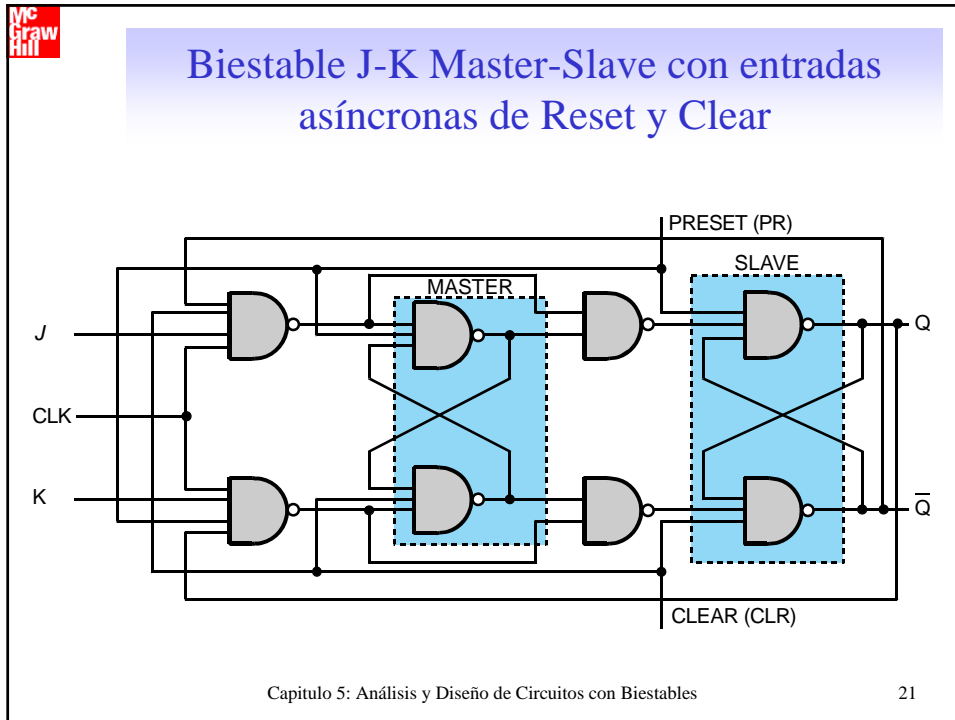 Mc
Graw
Hill
Biestable J-K Master-Slave con entradas
asíncronas de Reset y Clear
PRESET (PR)
SLAVE
MASTER
J
Q
CLK
K
Q̅
CLEAR (CLR)
Capitulo 5: Análisis y Diseño de Circuitos con Biestables
21